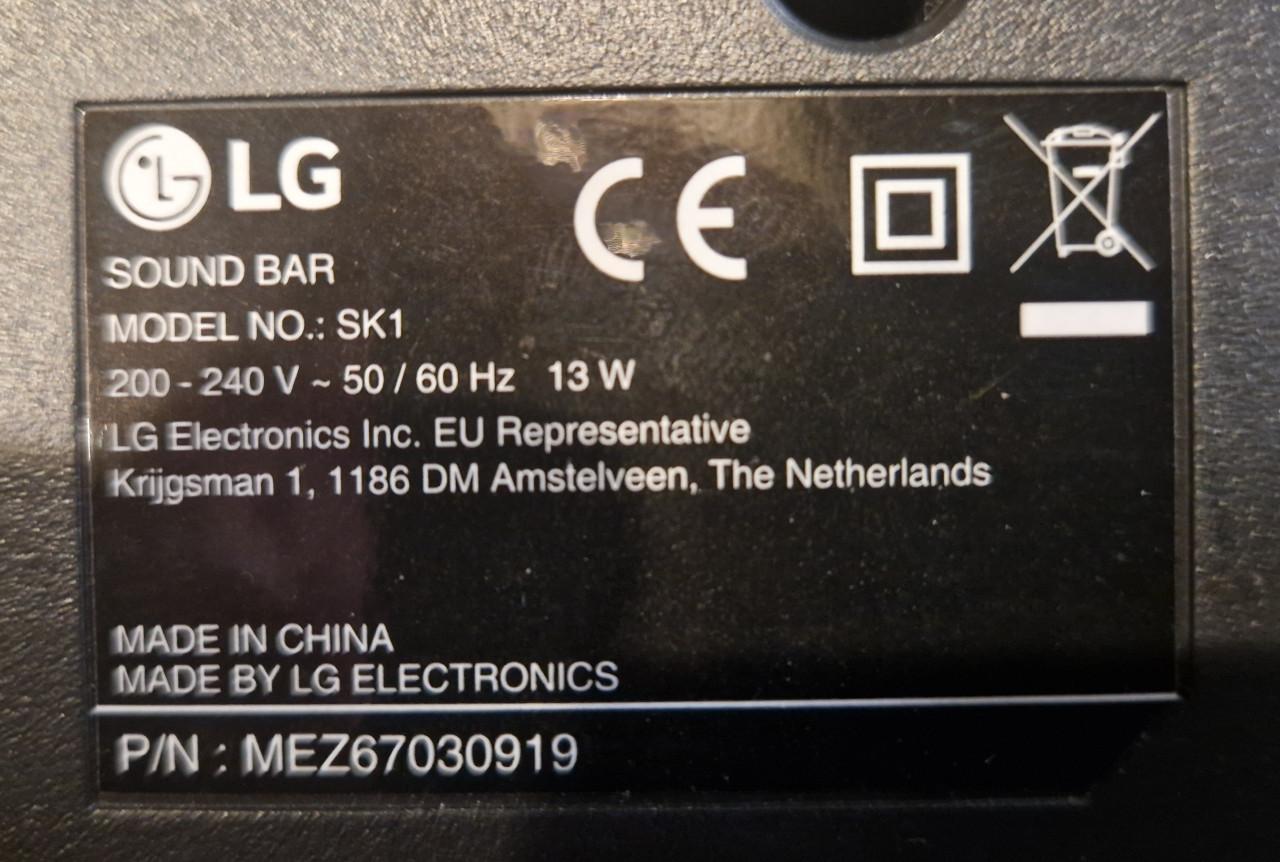 LG
CE
SOUND BAR
MODEL NO.: SK1
200 - 240 V ~ 50 / 60 Hz 13 W
LG Electronics Inc. EU Representative
Krijgsman 1, 1186 DM Amstelveen, The Netherlands
MADE IN CHINA
MADE BY LG ELECTRONICS
P/N : MEZ67030919